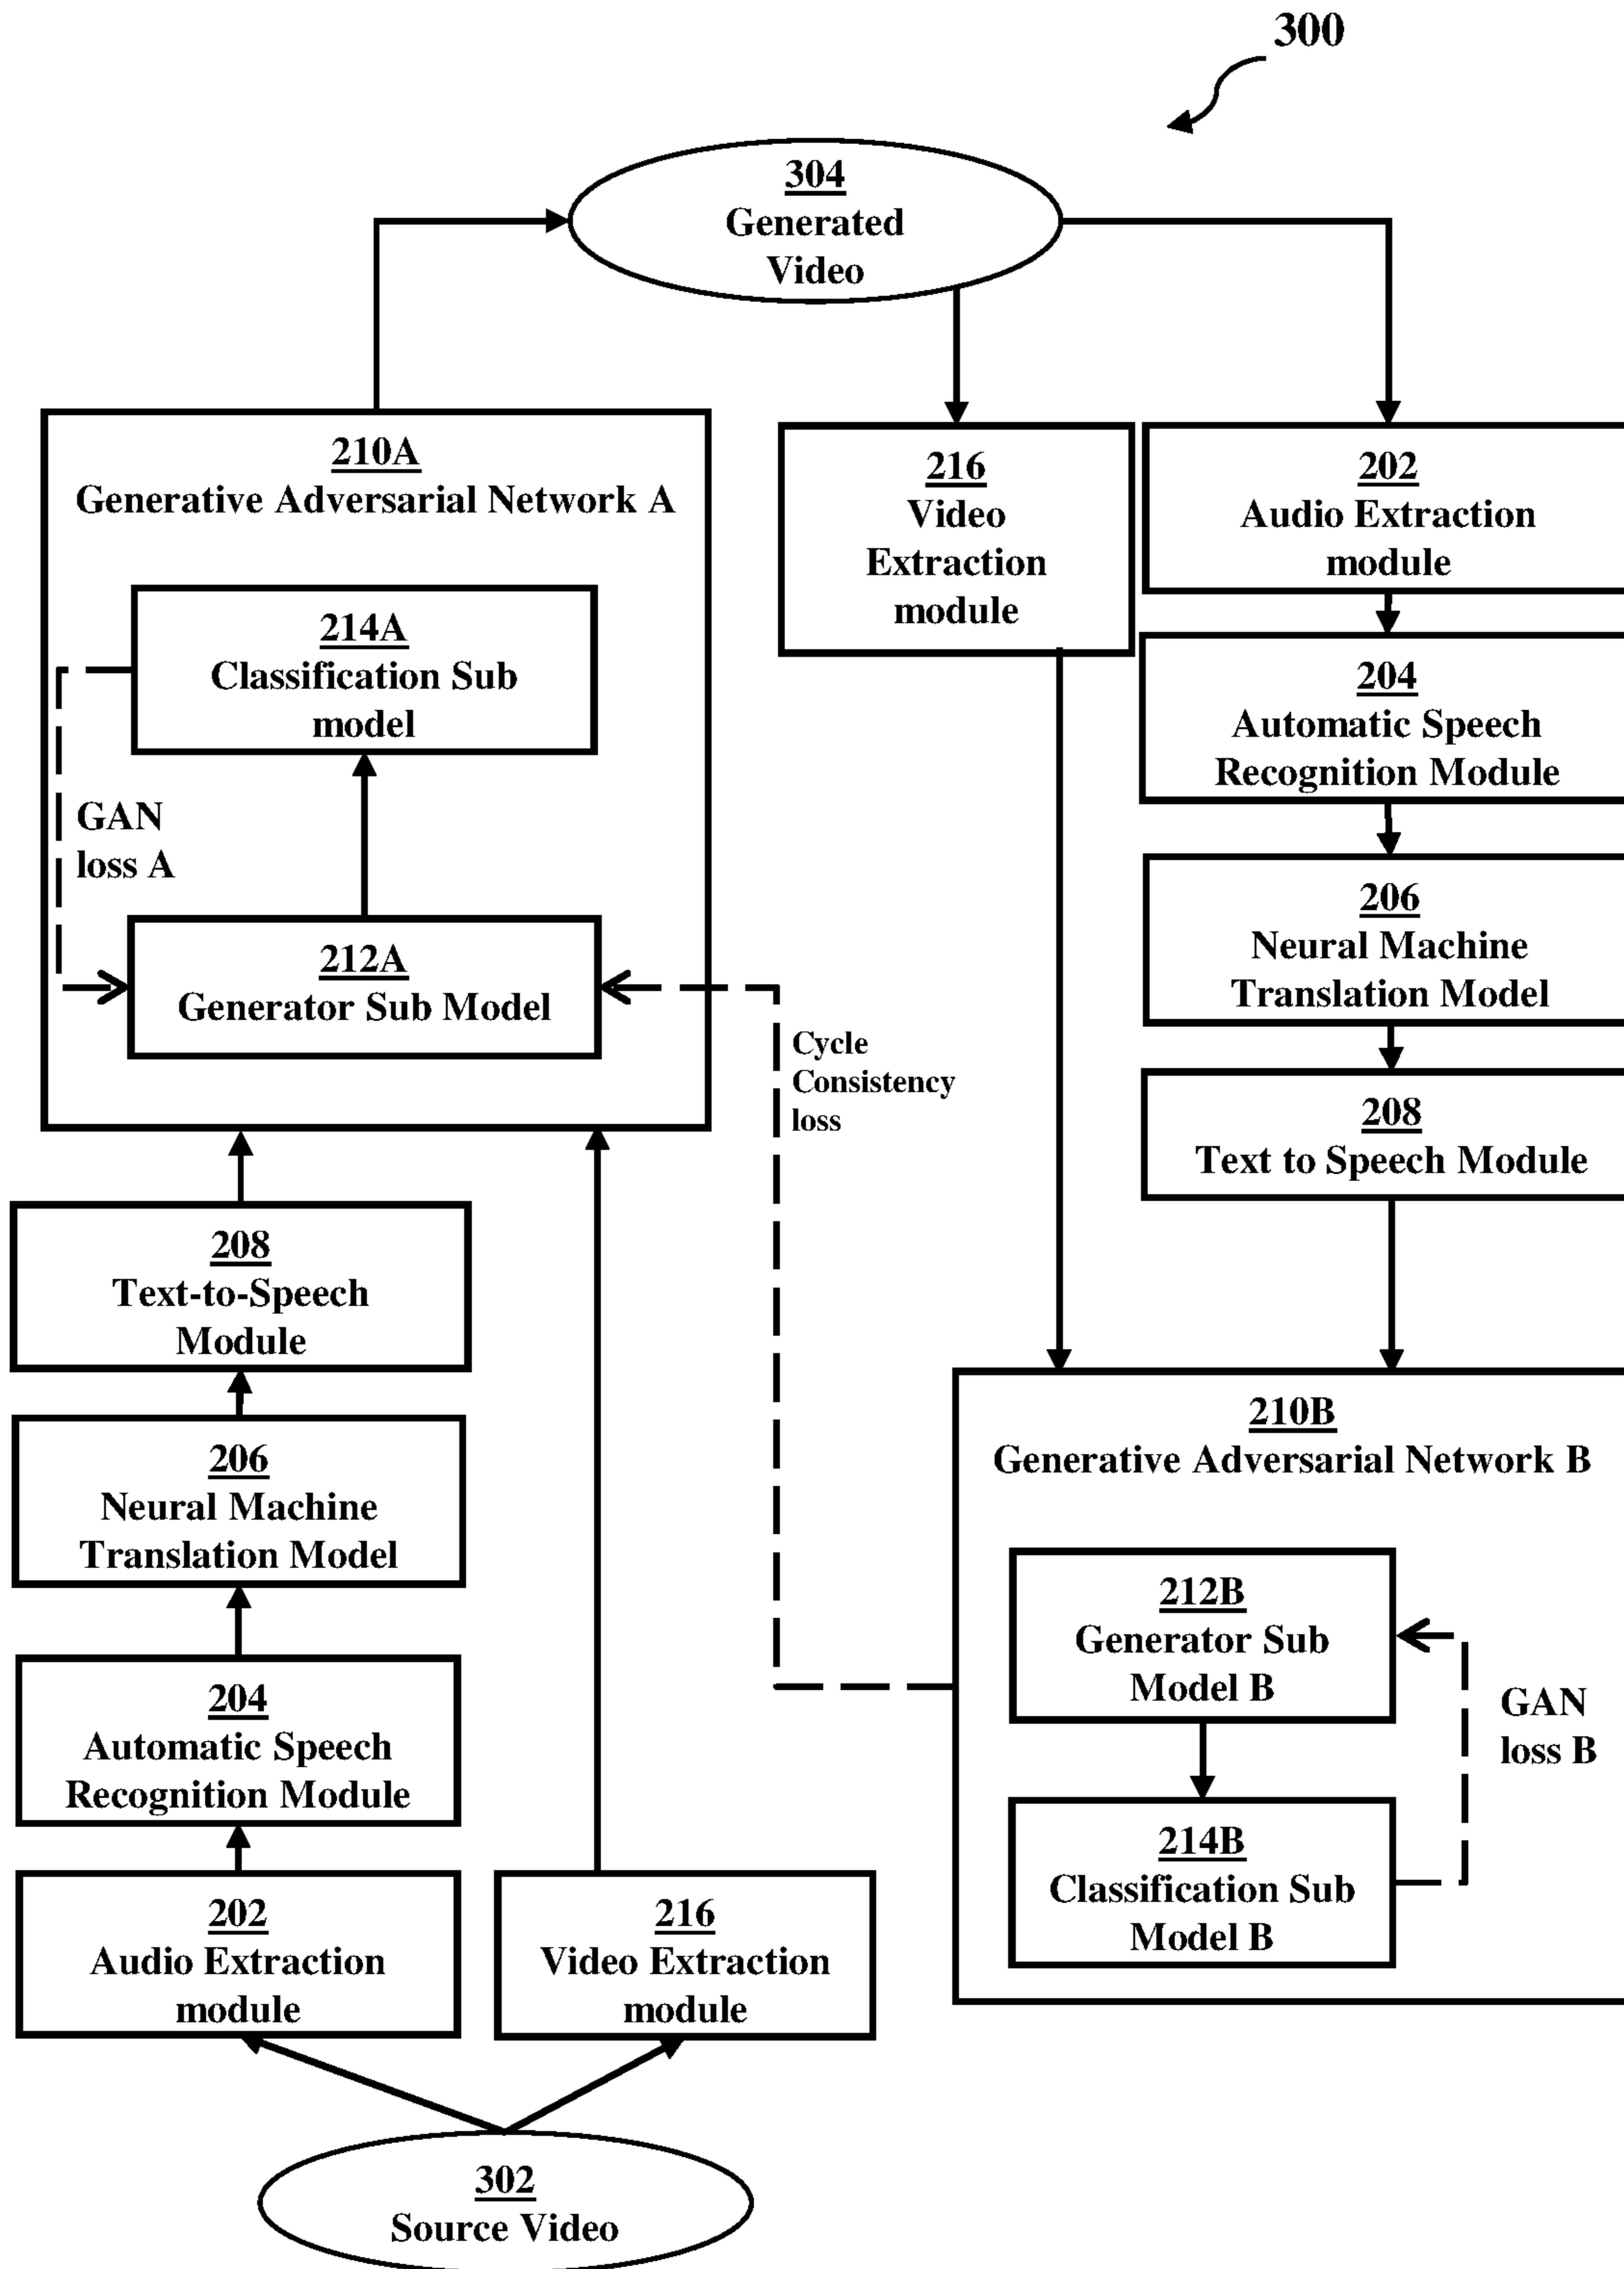 300
304
Generated
Video
210A
Generative Adversarial Network A
214A
Classification Sub
model
GAN
loss A
212A
Generator Sub Model
216
Video
Extraction
module
202
Audio Extraction
module
204
Automatic Speech
Recognition Module
206
Neural Machine
Translation Model
208
Text to Speech Module
Cycle
Consistency
loss
208
Text-to-Speech
Module
206
Neural Machine
Translation Model
204
Automatic Speech
Recognition Module
202
Audio Extraction
module
216
Video Extraction
module
210B
Generative Adversarial Network B
212B
Generator Sub
Model B
GAN
loss B
214B
Classification Sub
Model B
302
Source Video